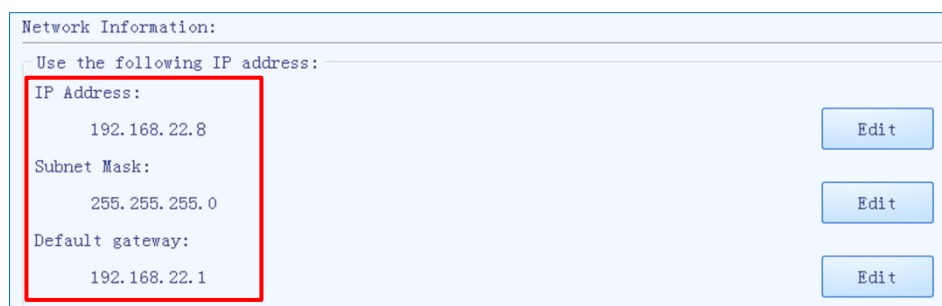 Network Information:
Use the following IP address:
IP Address:
192.168.22.8
Edit
Subnet Mask:
255.255.255.0
Edit
Default gateway:
192.168.22.1
Edit